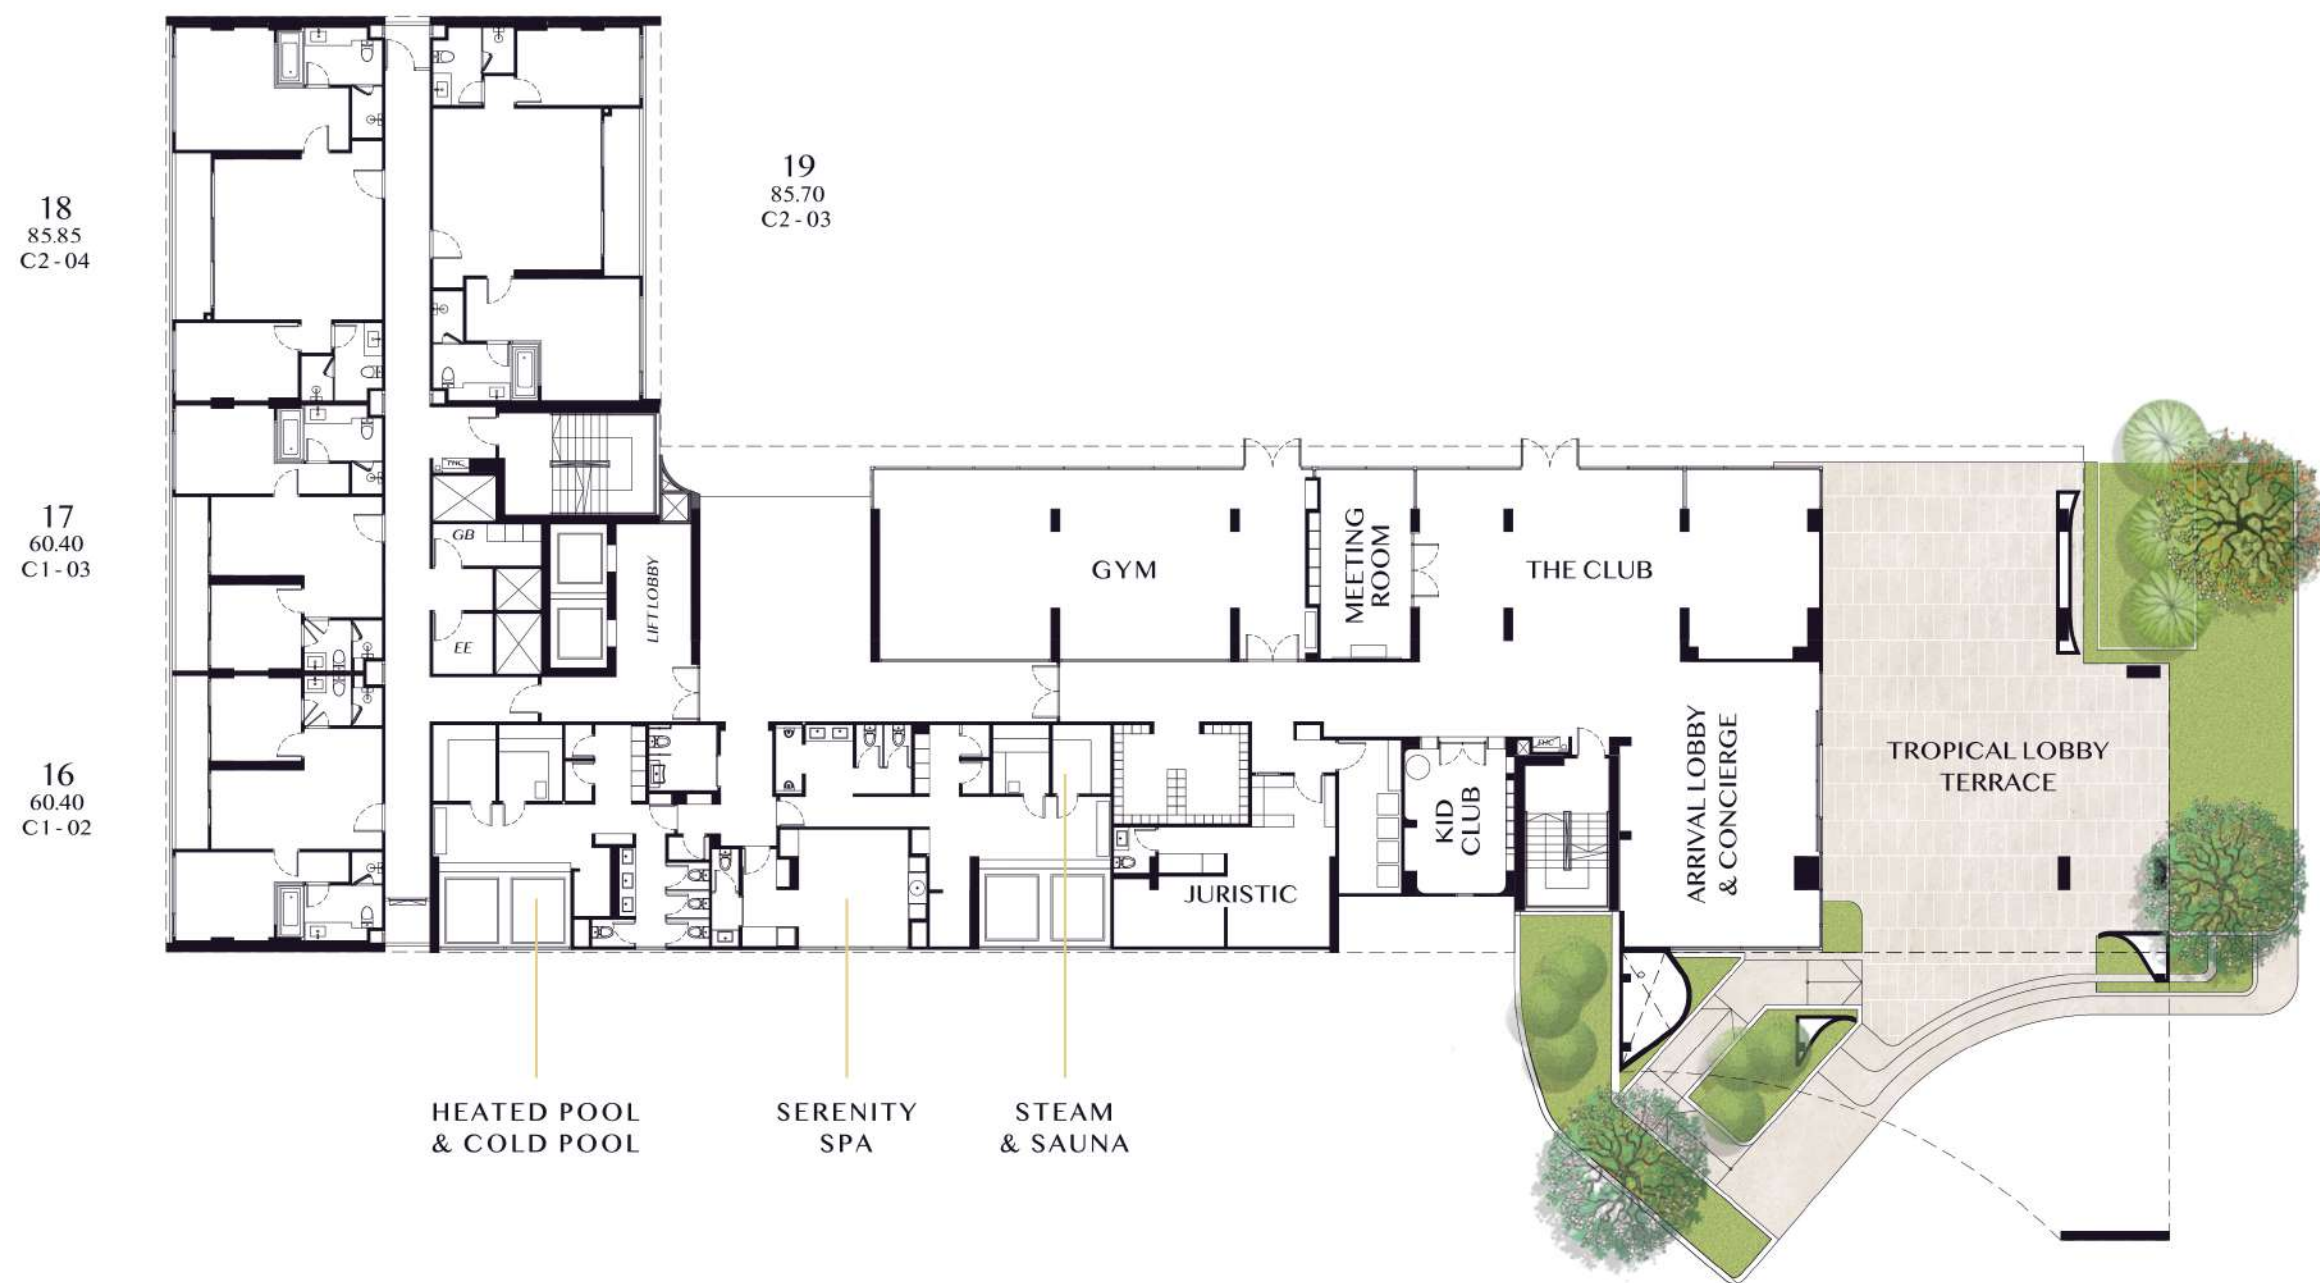 19
85.70
C2 - 03
18
85.85
C2 - 04
17
60.40
C1 - 03
16
60.40
C1 - 02
GB
EE
LIFT LOBBY
GYM
MEETING
ROOM
THE CLUB
KID
CLUB
JURISTIC
ARRIVAL LOBBY
& CONCIERGE
TROPICAL LOBBY
TERRACE
HEATED POOL
& COLD POOL
SERENITY
SPA
STEAM
& SAUNA